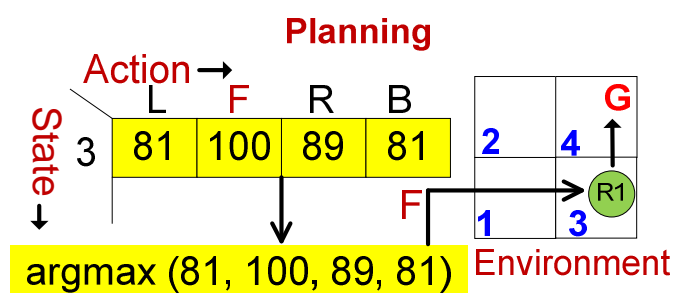 Planning
Action
L F R B
State
3 81 100 89 81
2 4 G
F R1
1 3
argmax (81, 100, 89, 81)
Environment